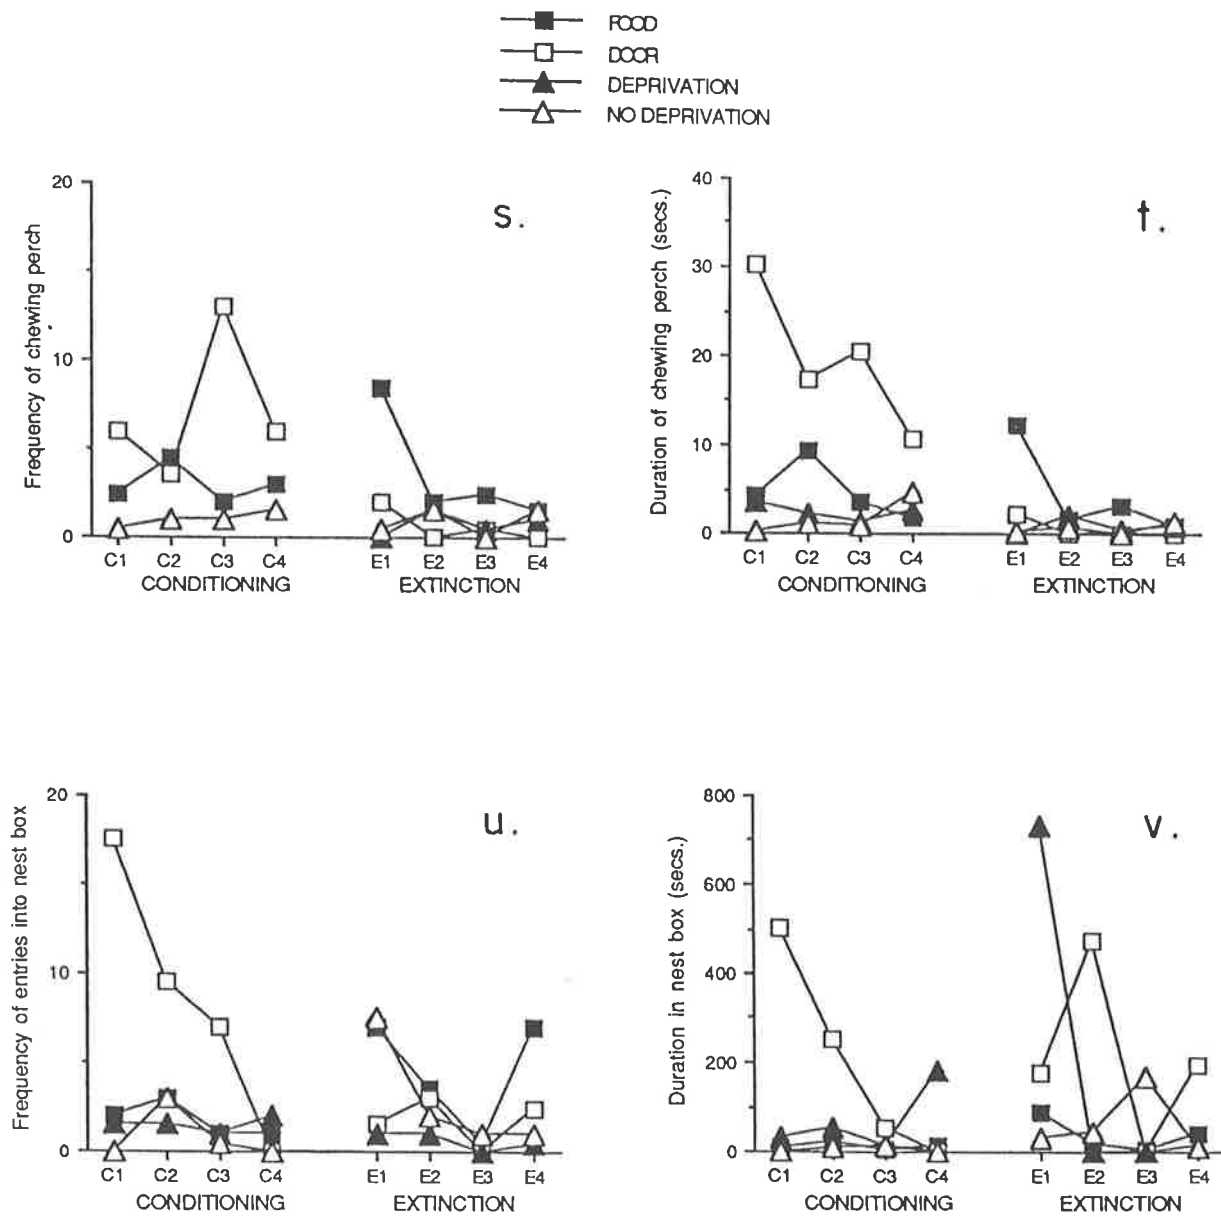 FOOD
DOOR
DEPRIVATION
NO DEPRIVATION
s.
Frequency of chewing perch
20
10
0
C1 C2 C3 C4 E1 E2 E3 E4
CONDITIONING EXTINCTION
t.
Duration of chewing perch (secs.)
40
30
20
10
0
C1 C2 C3 C4 E1 E2 E3 E4
CONDITIONING EXTINCTION
u.
Frequency of entries into nest box
20
10
0
C1 C2 C3 C4 E1 E2 E3 E4
CONDITIONING EXTINCTION
v.
Duration in nest box (secs.)
800
600
400
200
0
C1 C2 C3 C4 E1 E2 E3 E4
CONDITIONING EXTINCTION